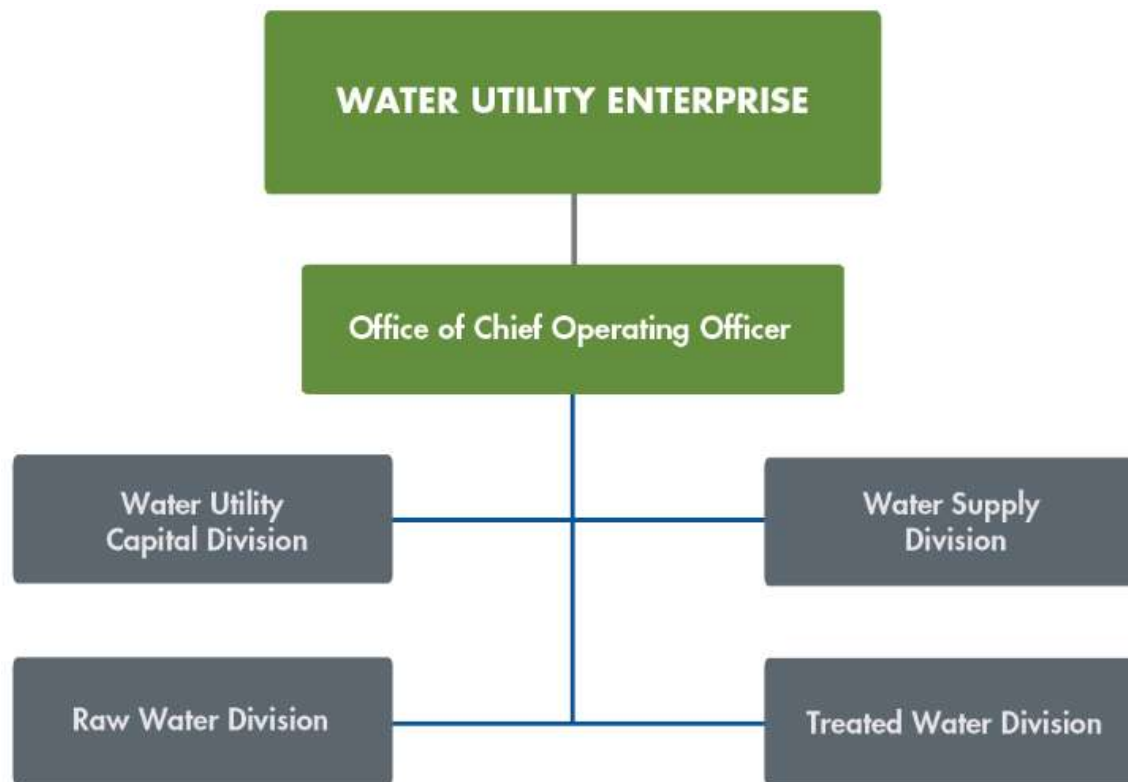 WATER UTILITY ENTERPRISE
Office of Chief Operating Officer
Water Utility
Capital Division
Water Supply
Division
Raw Water Division
Treated Water Division